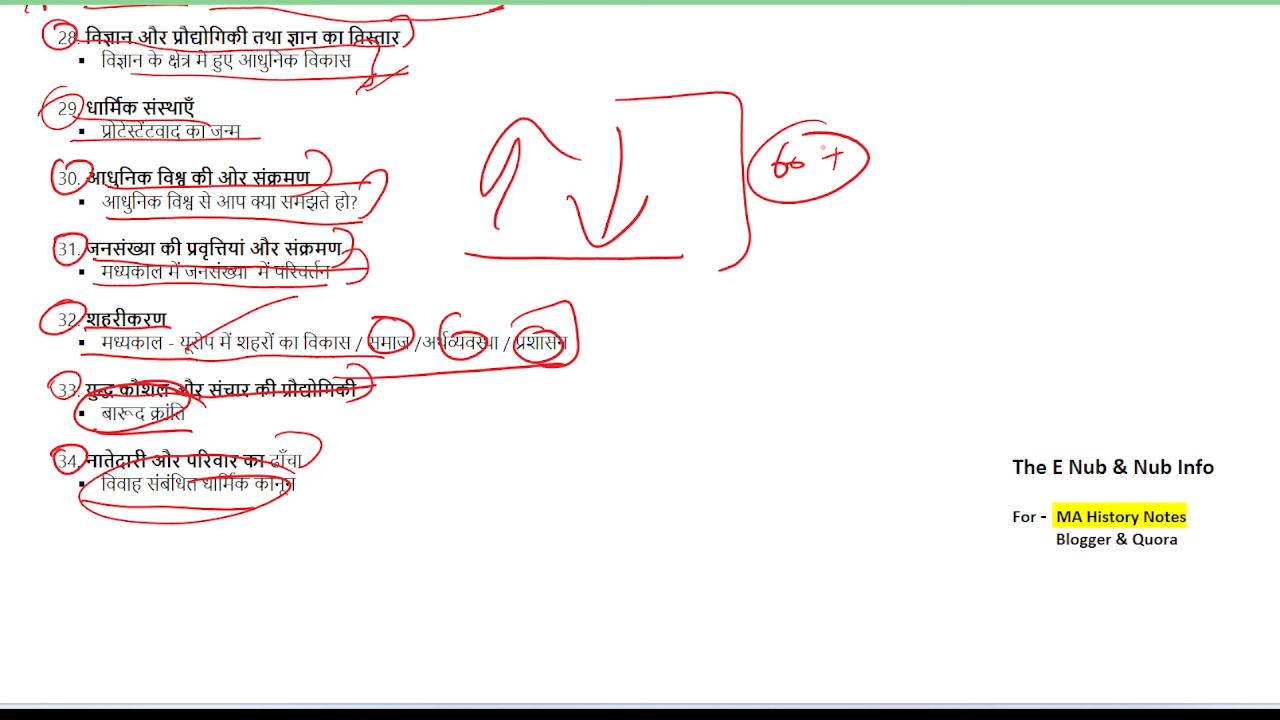 28. विज्ञान और प्रौद्योगिकी तथा ज्ञान का विस्तार
▪ विज्ञान के क्षेत्र में हुए आधुनिक विकास
29. धार्मिक संस्थाएँ
▪ प्रोटेस्टेंटवाद का जन्म
60 +
30. आधुनिक विश्व की ओर संक्रमण
▪ आधुनिक विश्व से आप क्या समझते हो?
31. जनसंख्या की प्रवृत्तियां और संक्रमण
▪ मध्यकाल में जनसंख्या में परिवर्तन
32. शहरीकरण
▪ मध्यकाल - यूरोप में शहरों का विकास / समाज /अर्थव्यवस्था / प्रशासन
33. युद्ध कौशल और संचार की प्रौद्योगिकी
▪ बारूद क्रांति
34. नातेदारी और परिवार का ढाँचा
▪ विवाह संबंधित धार्मिक कानून
The E Nub & Nub Info
For - MA History Notes
Blogger & Quora